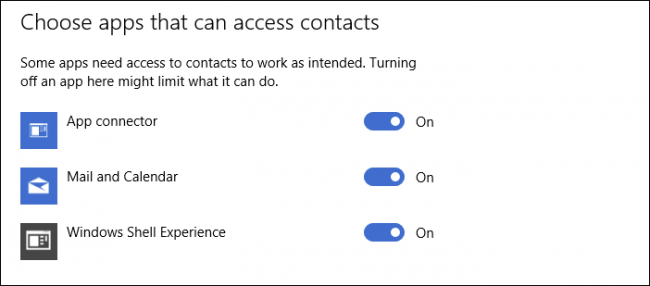 Choose apps that can access contacts
Some apps need access to contacts to work as intended. Turning
off an app here might limit what it can do.
App connector On
Mail and Calendar On
Windows Shell Experience On